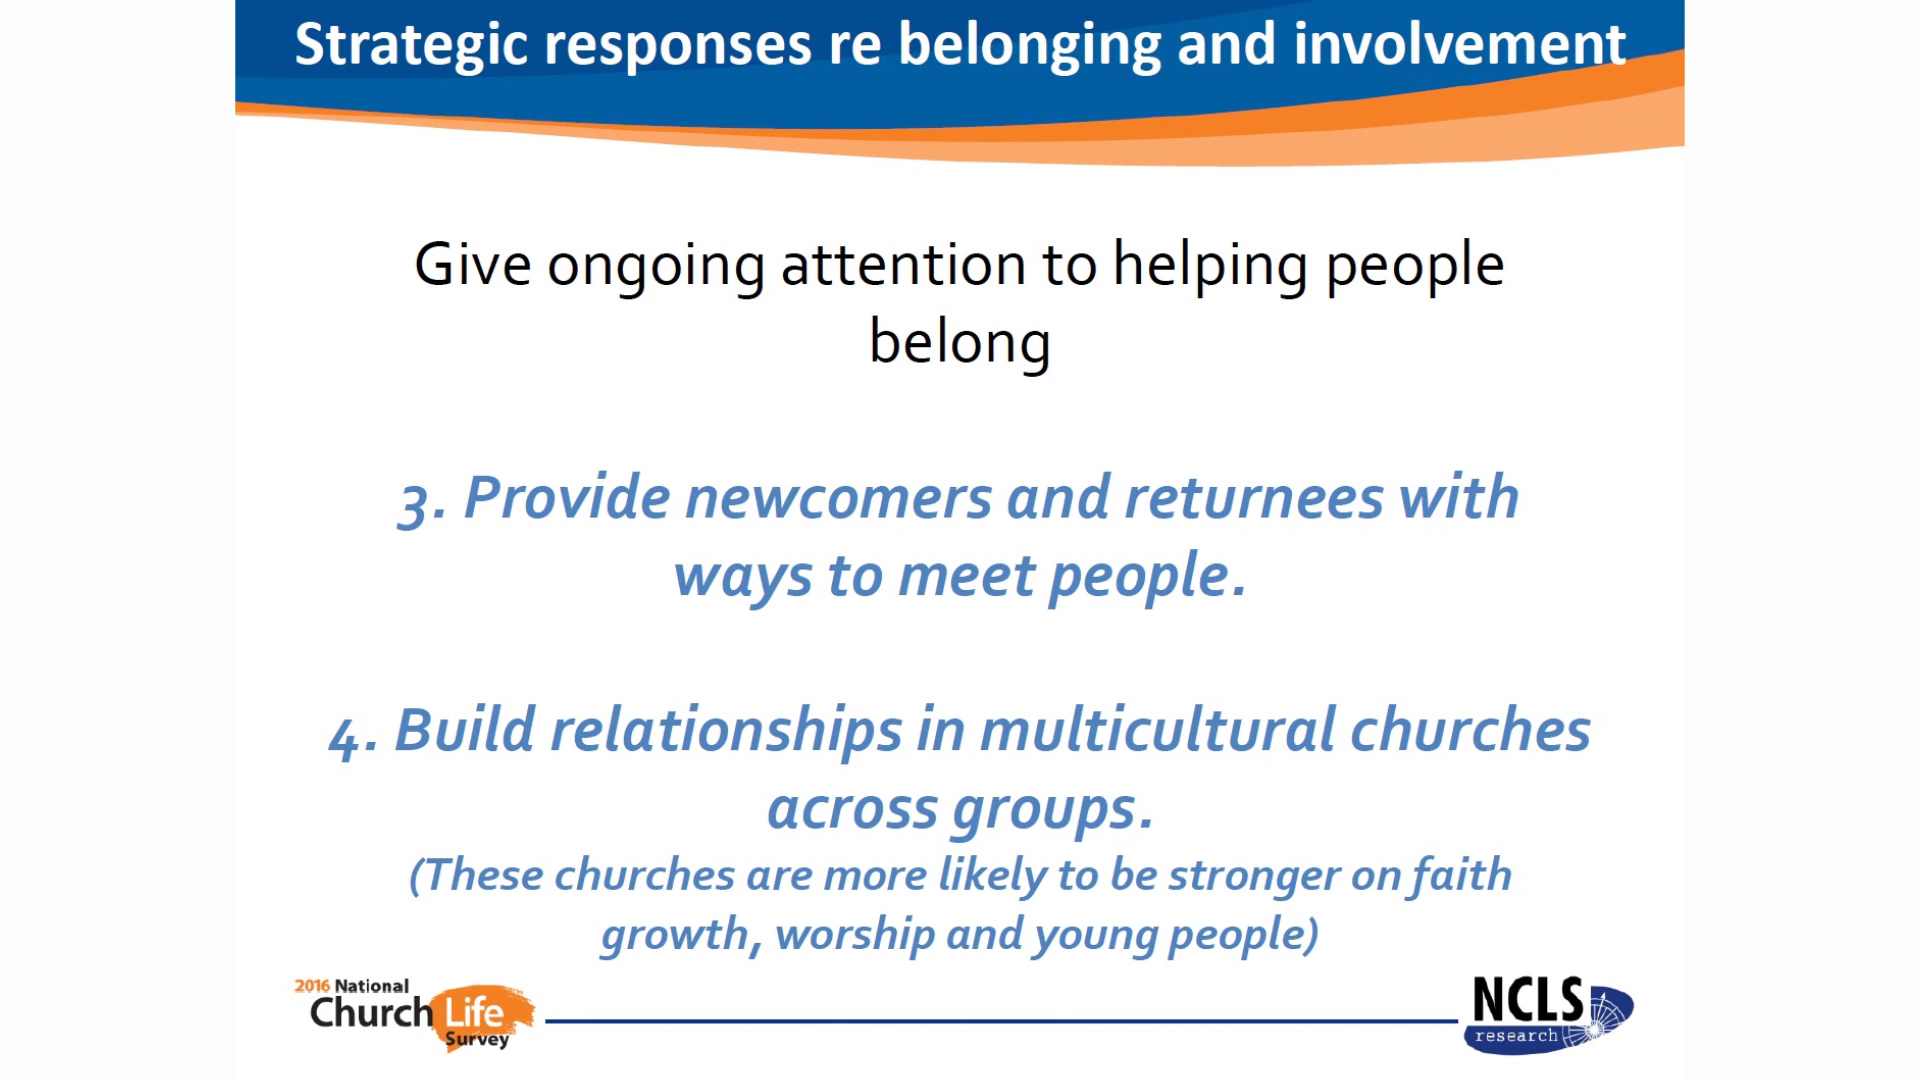 Strategic responses re belonging and involvement
Give ongoing attention to helping people
belong
3. Provide newcomers and returnees with
ways to meet people.
4. Build relationships in multicultural churches
across groups.
(These churches are more likely to be stronger on faith
growth, worship and young people)
2016 National
Church Life
Survey
NCLS
research